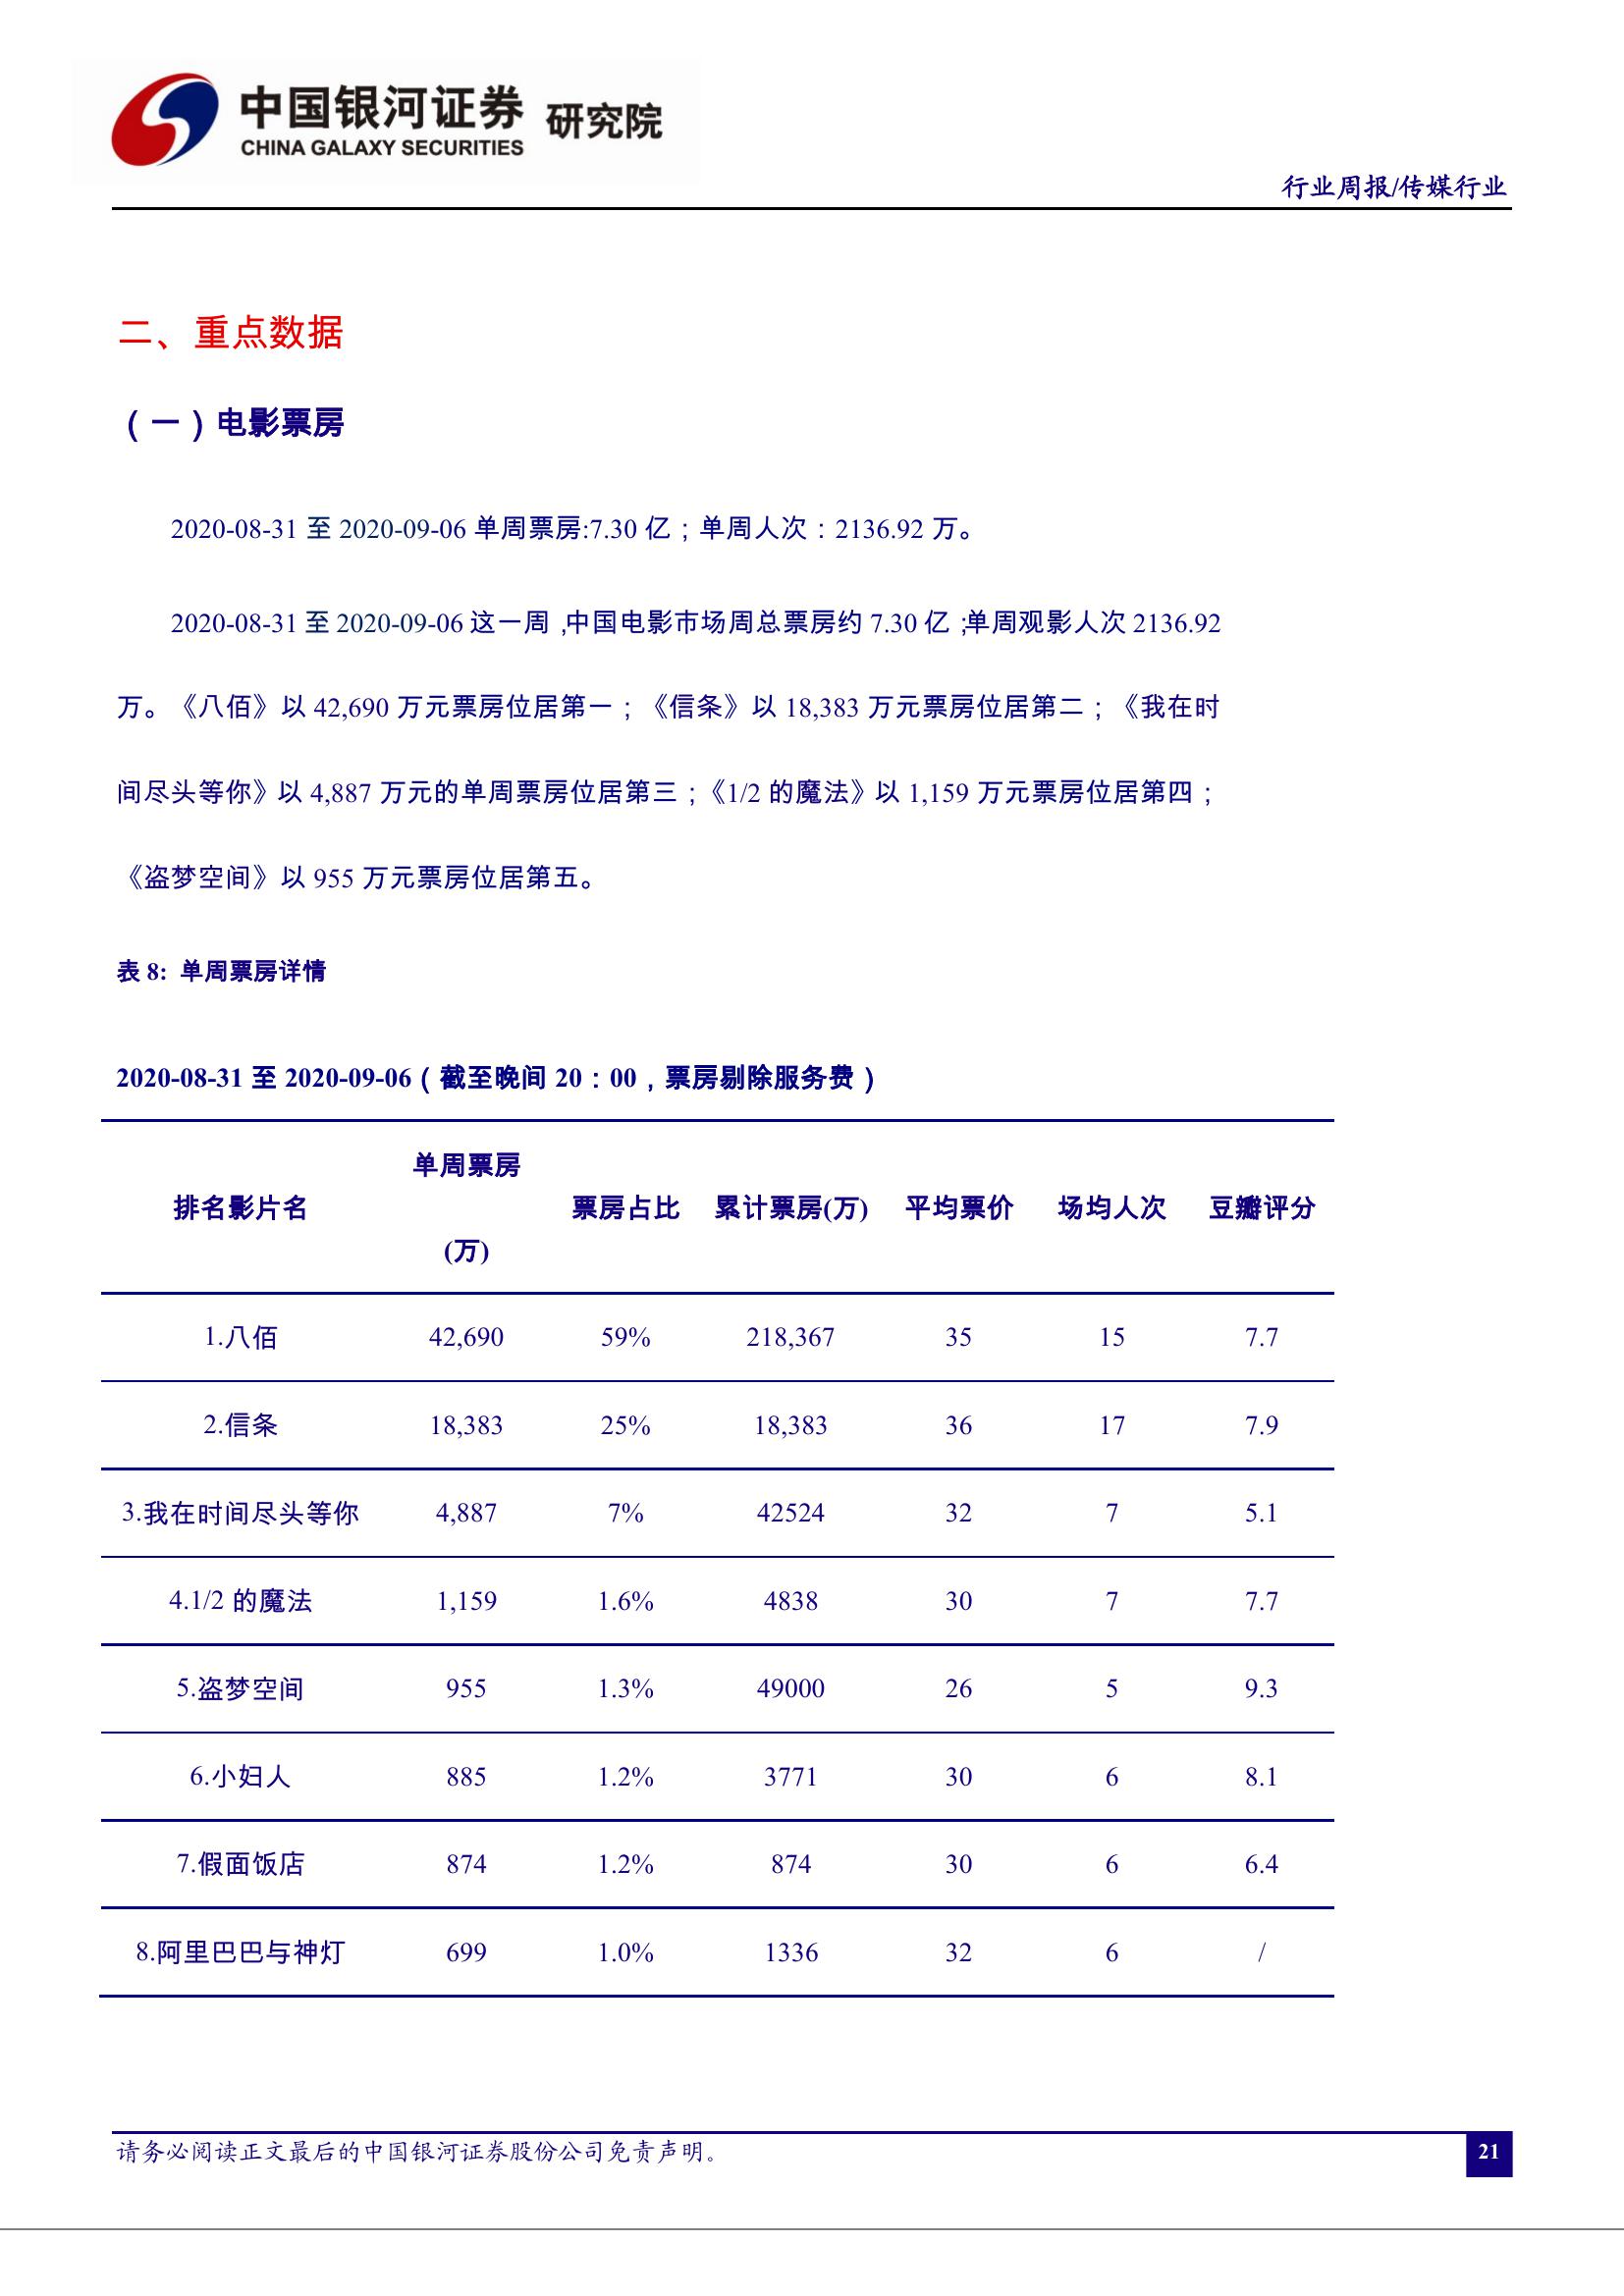 中国银河证券 研究院
CHINA GALAXY SECURITIES
行业周报/传媒行业
二、重点数据
（一）电影票房
2020-08-31 至 2020-09-06 单周票房:7.30 亿；单周人次：2136.92 万。
2020-08-31 至 2020-09-06 这一周，中国电影市场周总票房约 7.30 亿；单周观影人次 2136.92
万。《八佰》以 42,690 万元票房位居第一；《信条》以 18,383 万元票房位居第二；《我在时
间尽头等你》以 4,887 万元的单周票房位居第三；《1/2 的魔法》以 1,159 万元票房位居第四；
《盗梦空间》以 955 万元票房位居第五。
表 8: 单周票房详情
2020-08-31 至 2020-09-06（截至晚间 20：00，票房剔除服务费）
排名影片名 单周票房(万) 票房占比 累计票房(万) 平均票价 场均人次 豆瓣评分
1.八佰 42,690 59% 218,367 35 15 7.7
2.信条 18,383 25% 18,383 36 17 7.9
3.我在时间尽头等你 4,887 7% 42524 32 7 5.1
4.1/2 的魔法 1,159 1.6% 4838 30 7 7.7
5.盗梦空间 955 1.3% 49000 26 5 9.3
6.小妇人 885 1.2% 3771 30 6 8.1
7.假面饭店 874 1.2% 874 30 6 6.4
8.阿里巴巴与神灯 699 1.0% 1336 32 6 /
请务必阅读正文最后的中国银河证券股份公司免责声明。
21